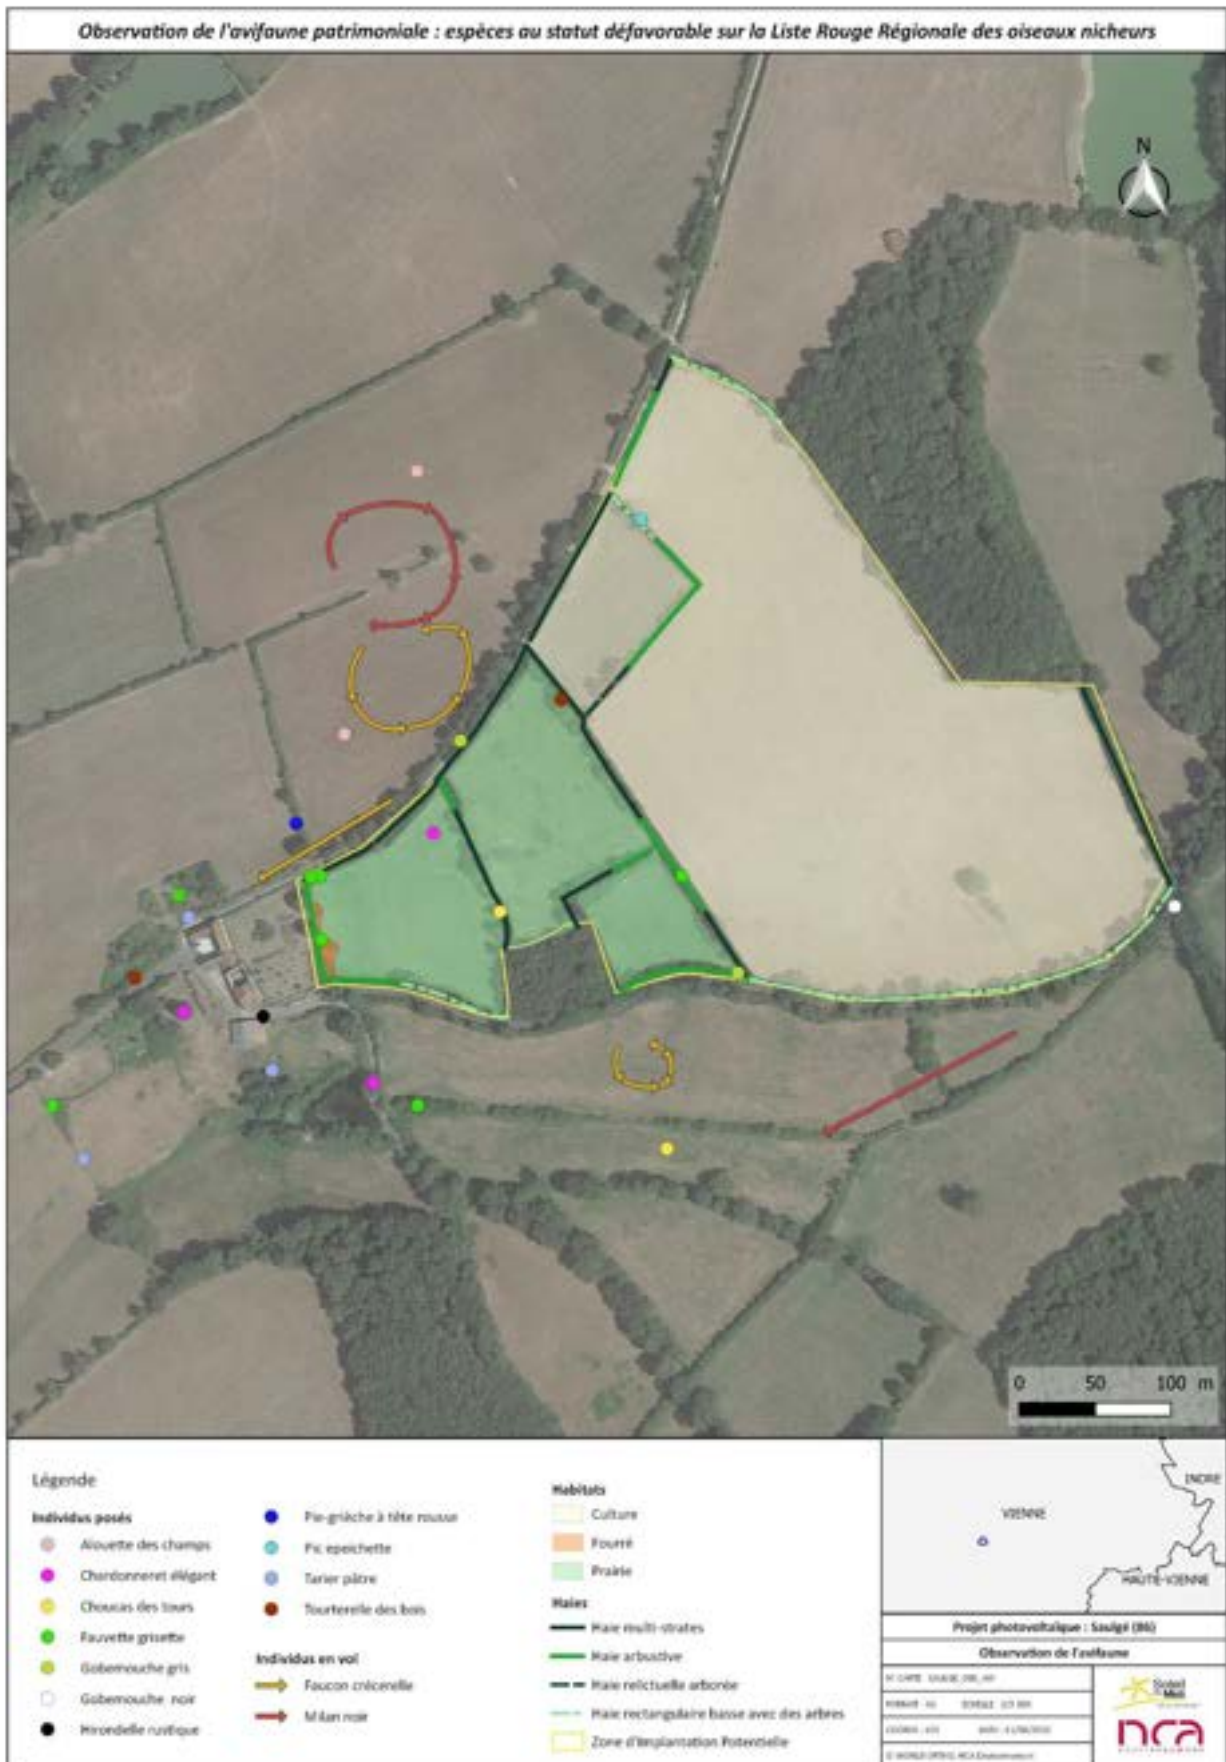 Observation de l'avifaune patrimoniale : espèces au statut défavorable sur la Liste Rouge Régionale des oiseaux nicheurs
N
0 50 100 m
Légende
Individus posés
Alouette des champs
Chardonneret élégant
Choucas des tours
Fauvette grisette
Gobemouche gris
Gobemouche noir
Hirondelle rustique
Pie-grièche à tête rousse
Pic epeichette
Tarier pâtre
Tourterelle des bois
Individus en vol
Faucon crécerelle
Milan noir
Habitats
Culture
Fourré
Prairie
Haies
Haie multi-strates
Haie arbustive
Haie relictuelle arborée
Haie rectangulaire basse avec des arbres
Zone d'Implantation Potentielle
INDRE
VIENNE
HAUTE-VIENNE
Projet photovoltaïque : Saulgé (86)
Observation de l'avifaune
Soleil
Midi
nca